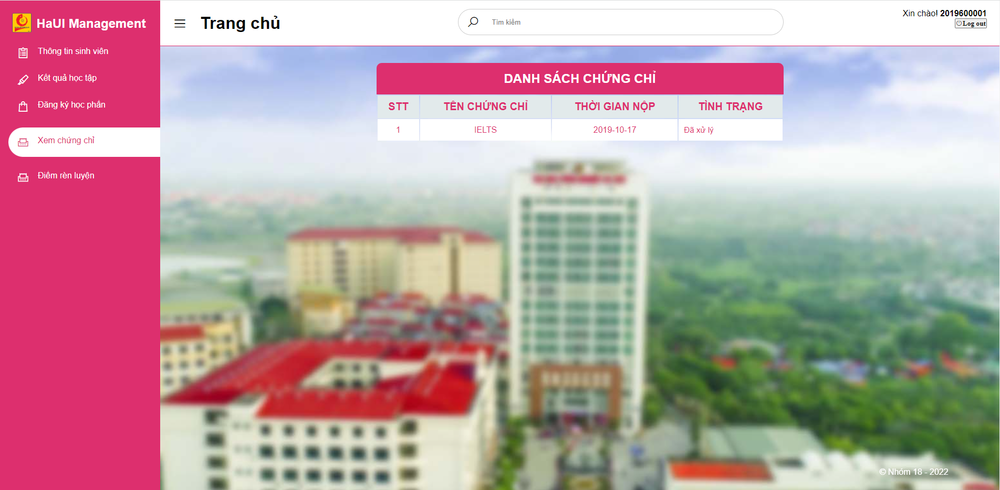 HaUI Management
Thông tin sinh viên
Kết quả học tập
Đăng ký học phần
Xem chứng chỉ
Điểm rèn luyện
Trang chủ
Tìm kiếm
Xin chào! 2019600001
Log out
DANH SÁCH CHỨNG CHỈ
STT TÊN CHỨNG CHỈ THỜI GIAN NỘP TÌNH TRẠNG
1 IELTS 2019-10-17 Đã xử lý
© Nhóm 18 - 2022